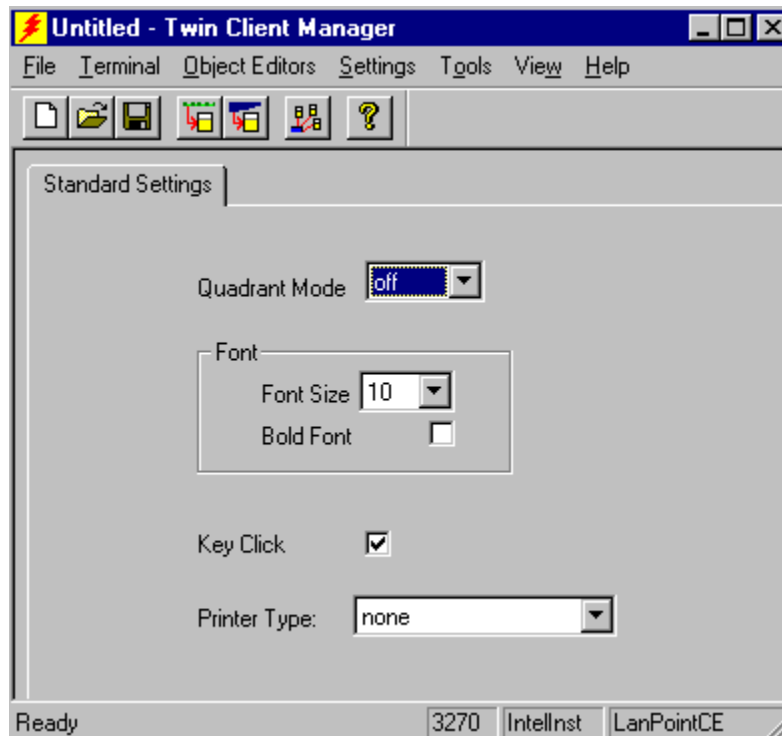 Untitled - Twin Client Manager
File Terminal Object Editors Settings Tools View Help
Standard Settings
Quadrant Mode off
Font
Font Size 10
Bold Font
Key Click
Printer Type: none
Ready 3270 IntelInst LanPointCE